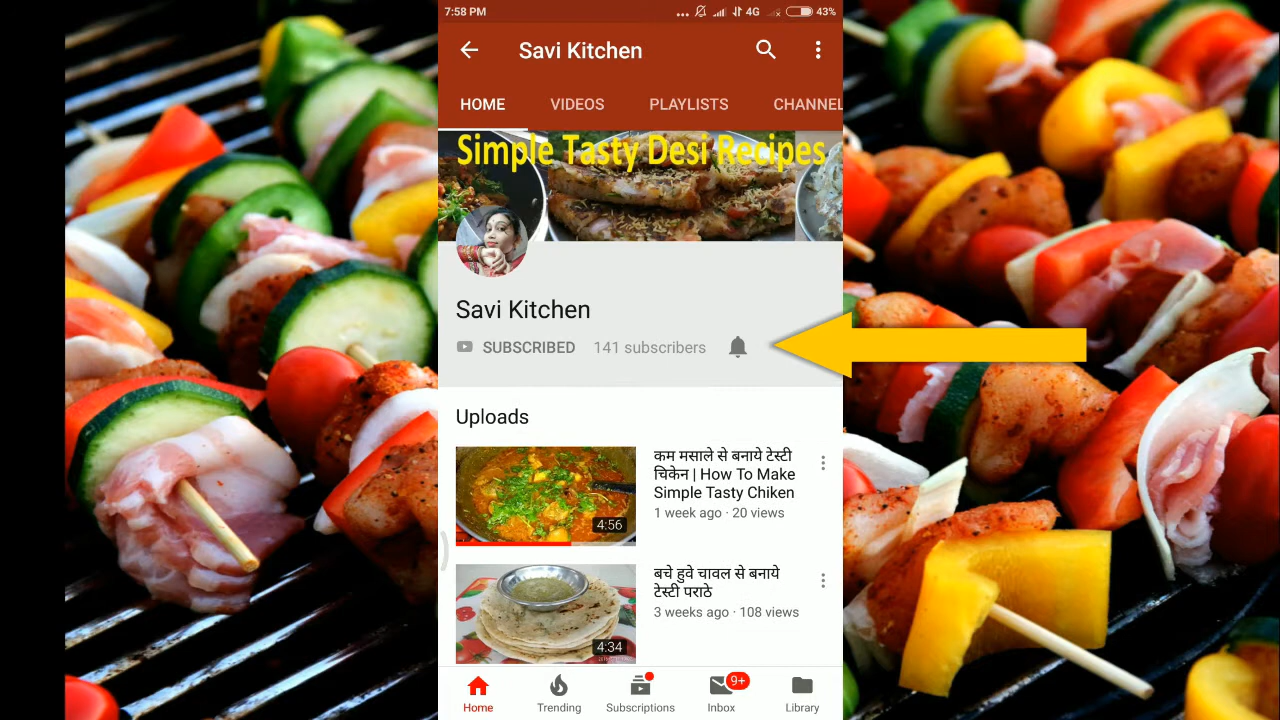 7:58 PM
4G
43%
Savi Kitchen
HOME
VIDEOS
PLAYLISTS
CHANNEL
Simple Tasty Desi Recipes
Savi Kitchen
SUBSCRIBED
141 subscribers
Uploads
कम मसाले से बनाये टेस्टी
चिकेन | How To Make
Simple Tasty Chiken
1 week ago · 20 views
4:56
बचे हुवे चावल से बनाये
टेस्टी पराठे
3 weeks ago · 108 views
4:34
9+
Home
Trending
Subscriptions
Inbox
Library